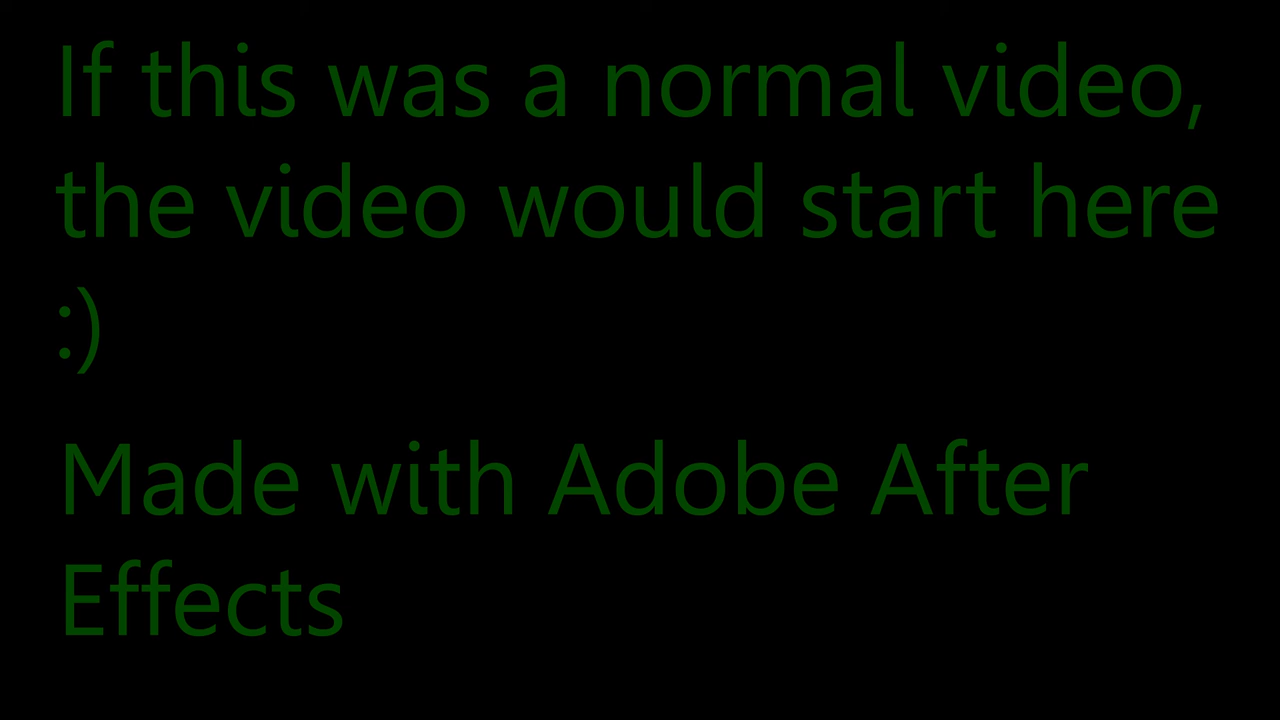 If this was a normal video,
the video would start here
:)
Made with Adobe After
Effects